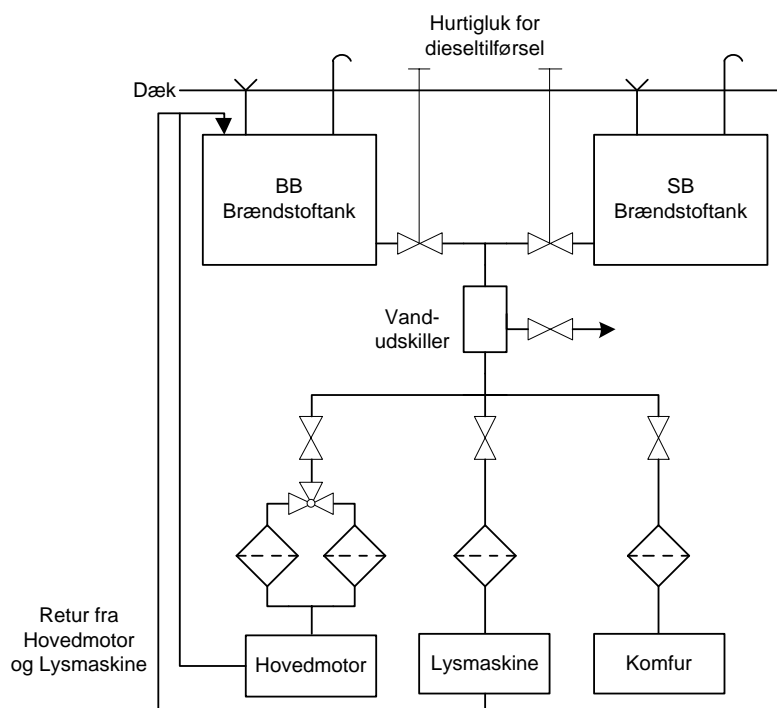 Hurtigluk for
dieseltilførsel
Dæk
BB
Brændstoftank
SB
Brændstoftank
Vand-
udskiller
Retur fra
Hovedmotor
og Lysmaskine
Hovedmotor
Lysmaskine
Komfur